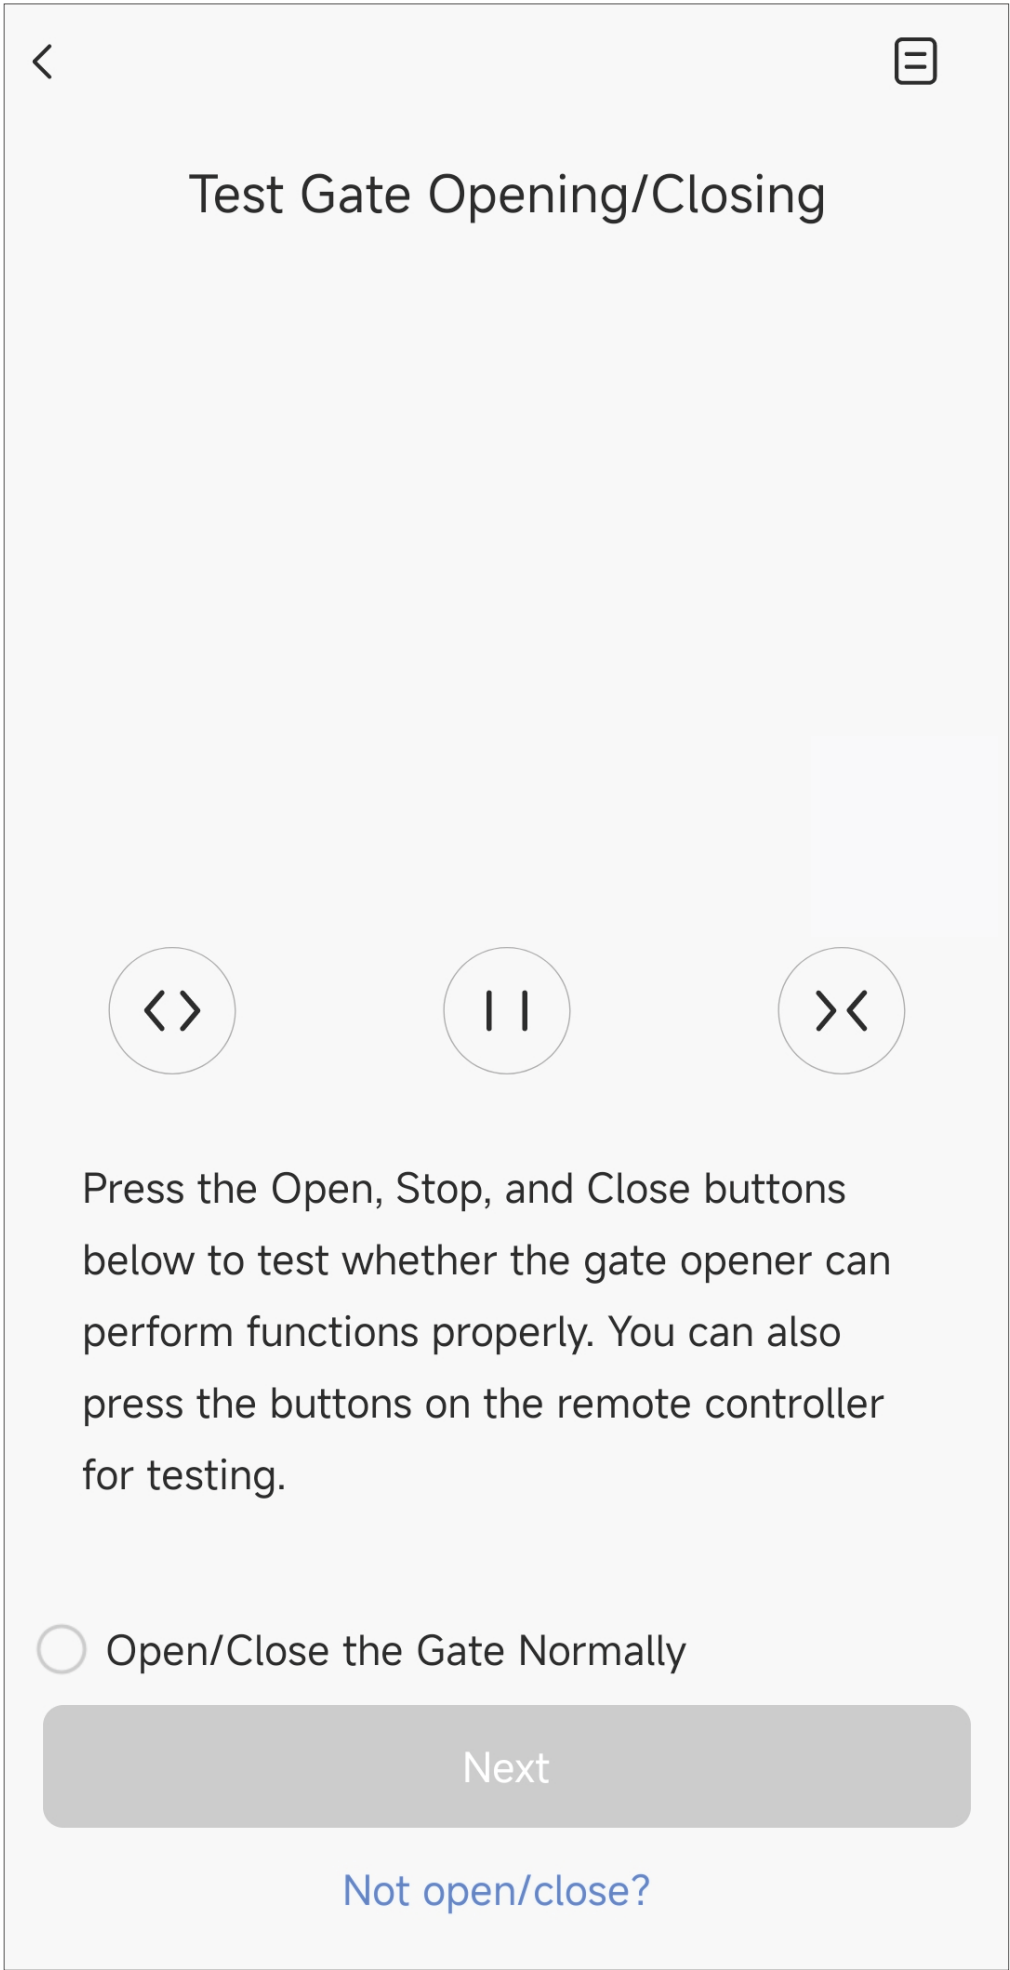 Test Gate Opening/Closing
Press the Open, Stop, and Close buttons
below to test whether the gate opener can
perform functions properly. You can also
press the buttons on the remote controller
for testing.
Open/Close the Gate Normally
Next
Not open/close?